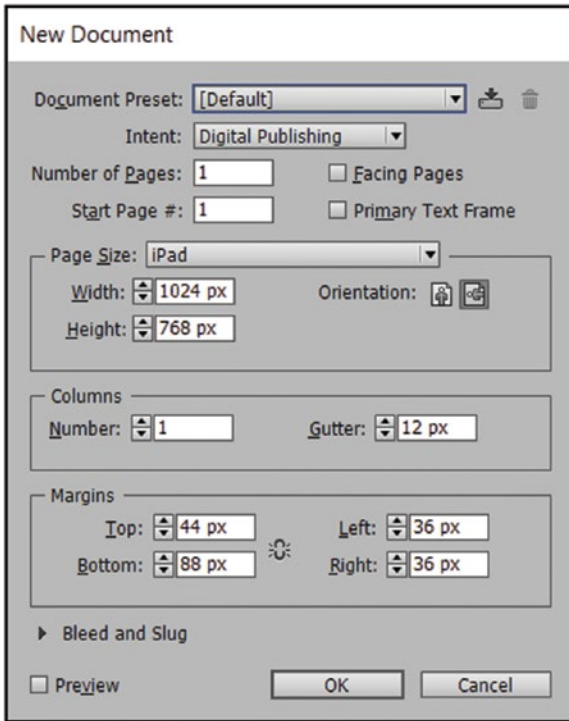 New Document
Document Preset: [Default]
Intent: Digital Publishing
Number of Pages: 1 Facing Pages
Start Page #: 1 Primary Text Frame
Page Size: iPad
Width: 1024 px Orientation:
Height: 768 px
Columns
Number: 1 Gutter: 12 px
Margins
Top: 44 px Left: 36 px
Bottom: 88 px Right: 36 px
Bleed and Slug
Preview OK Cancel